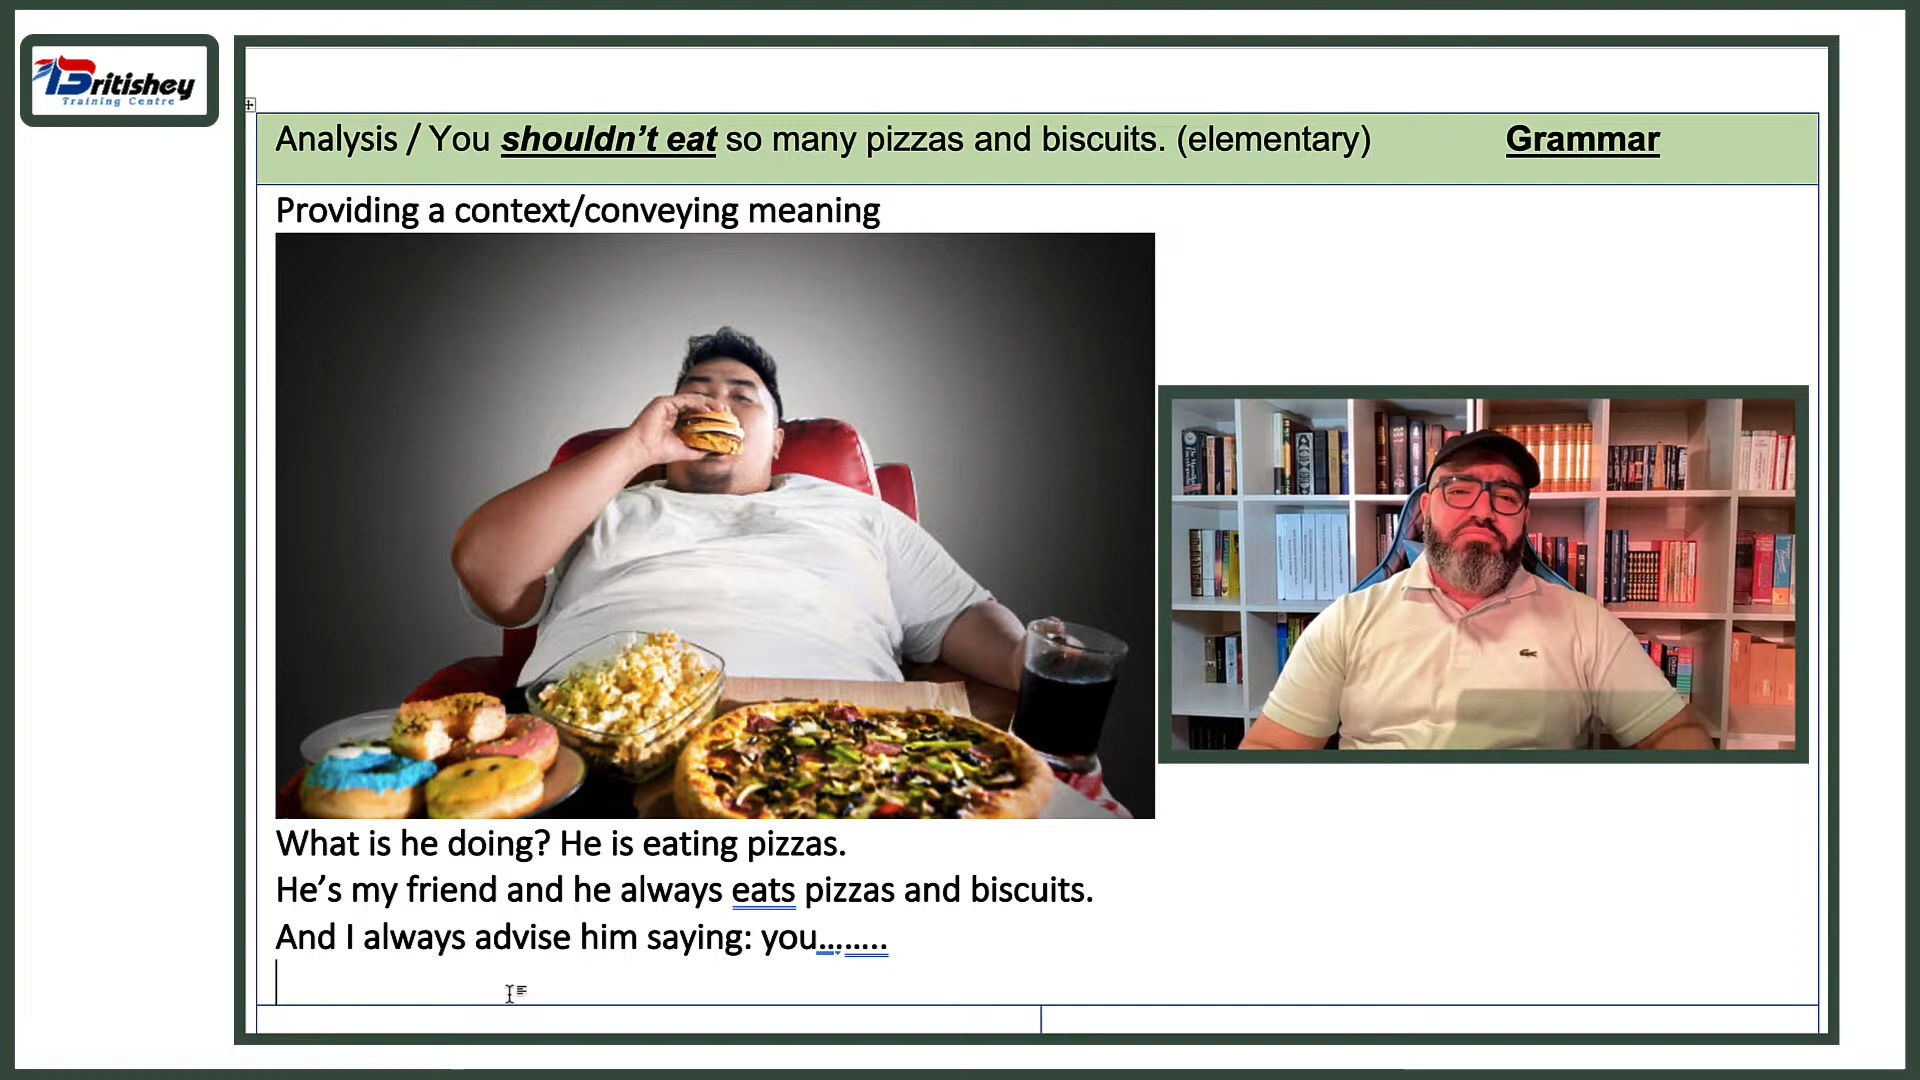 Britishey
Training Centre
Analysis / You shouldn't eat so many pizzas and biscuits. (elementary) Grammar
Providing a context/conveying meaning
What is he doing? He is eating pizzas.
He's my friend and he always eats pizzas and biscuits.
And I always advise him saying: you……..